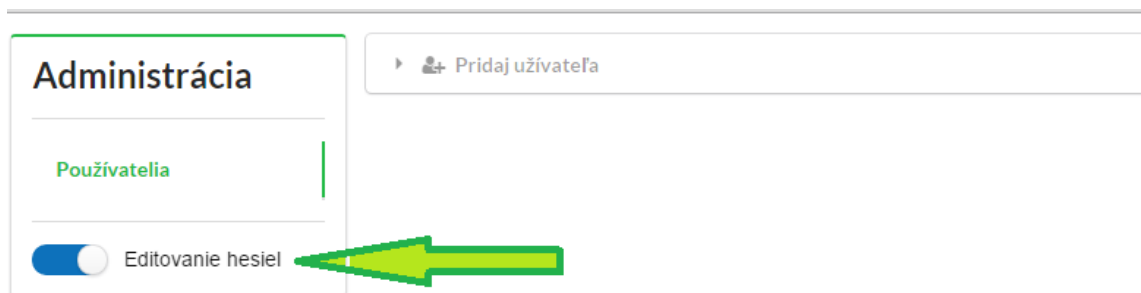 Administrácia
Pridaj užívateľa
Používatelia
Editovanie hesiel